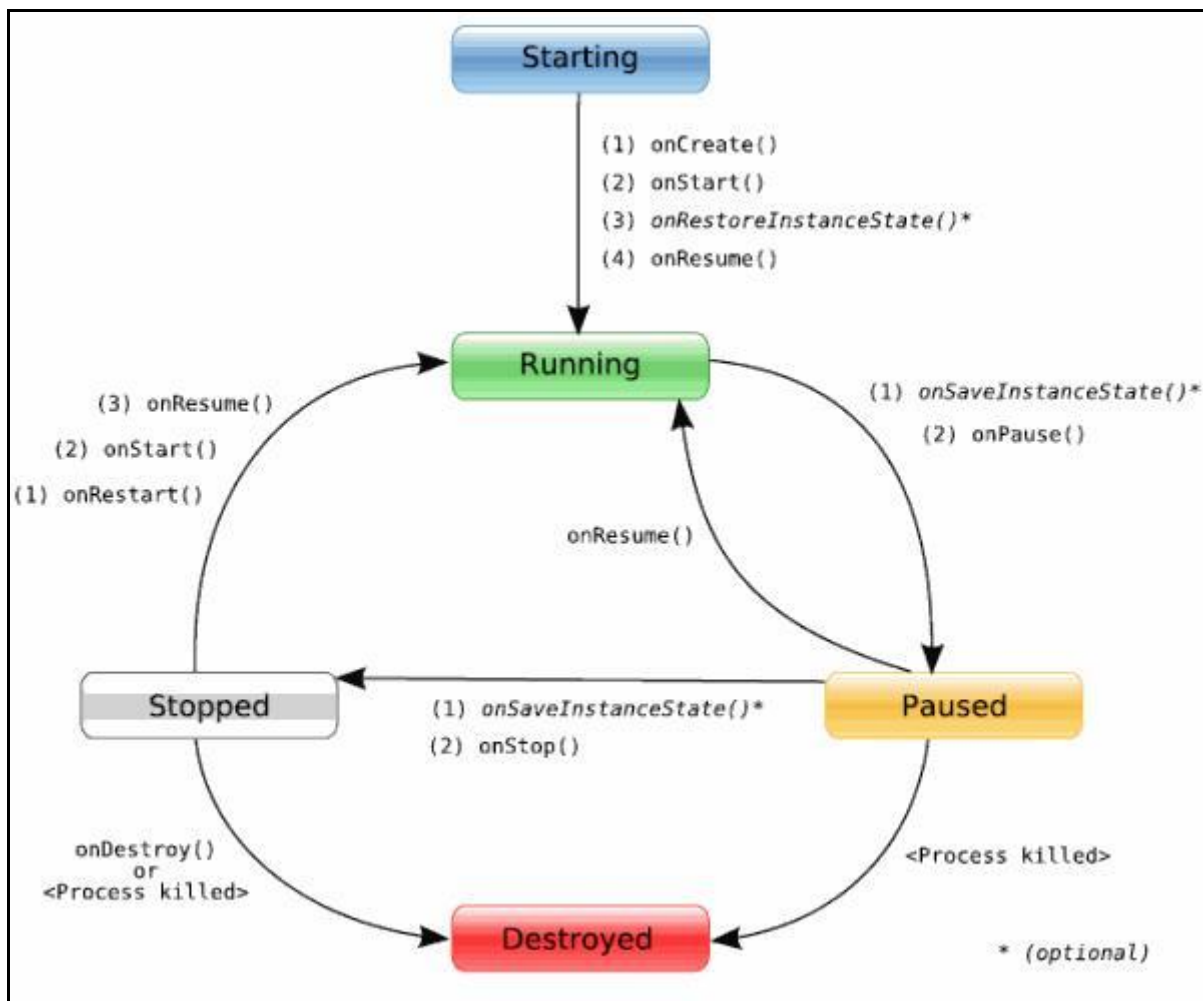 Starting
(1) onCreate()
(2) onStart()
(3) onRestoreInstanceState()*
(4) onResume()
Running
(3) onResume()
(2) onStart()
(1) onRestart()
(1) onSaveInstanceState()*
(2) onPause()
onResume()
Stopped
(1) onSaveInstanceState()*
(2) onStop()
Paused
onDestroy()
or
<Process killed>
<Process killed>
Destroyed
* (optional)